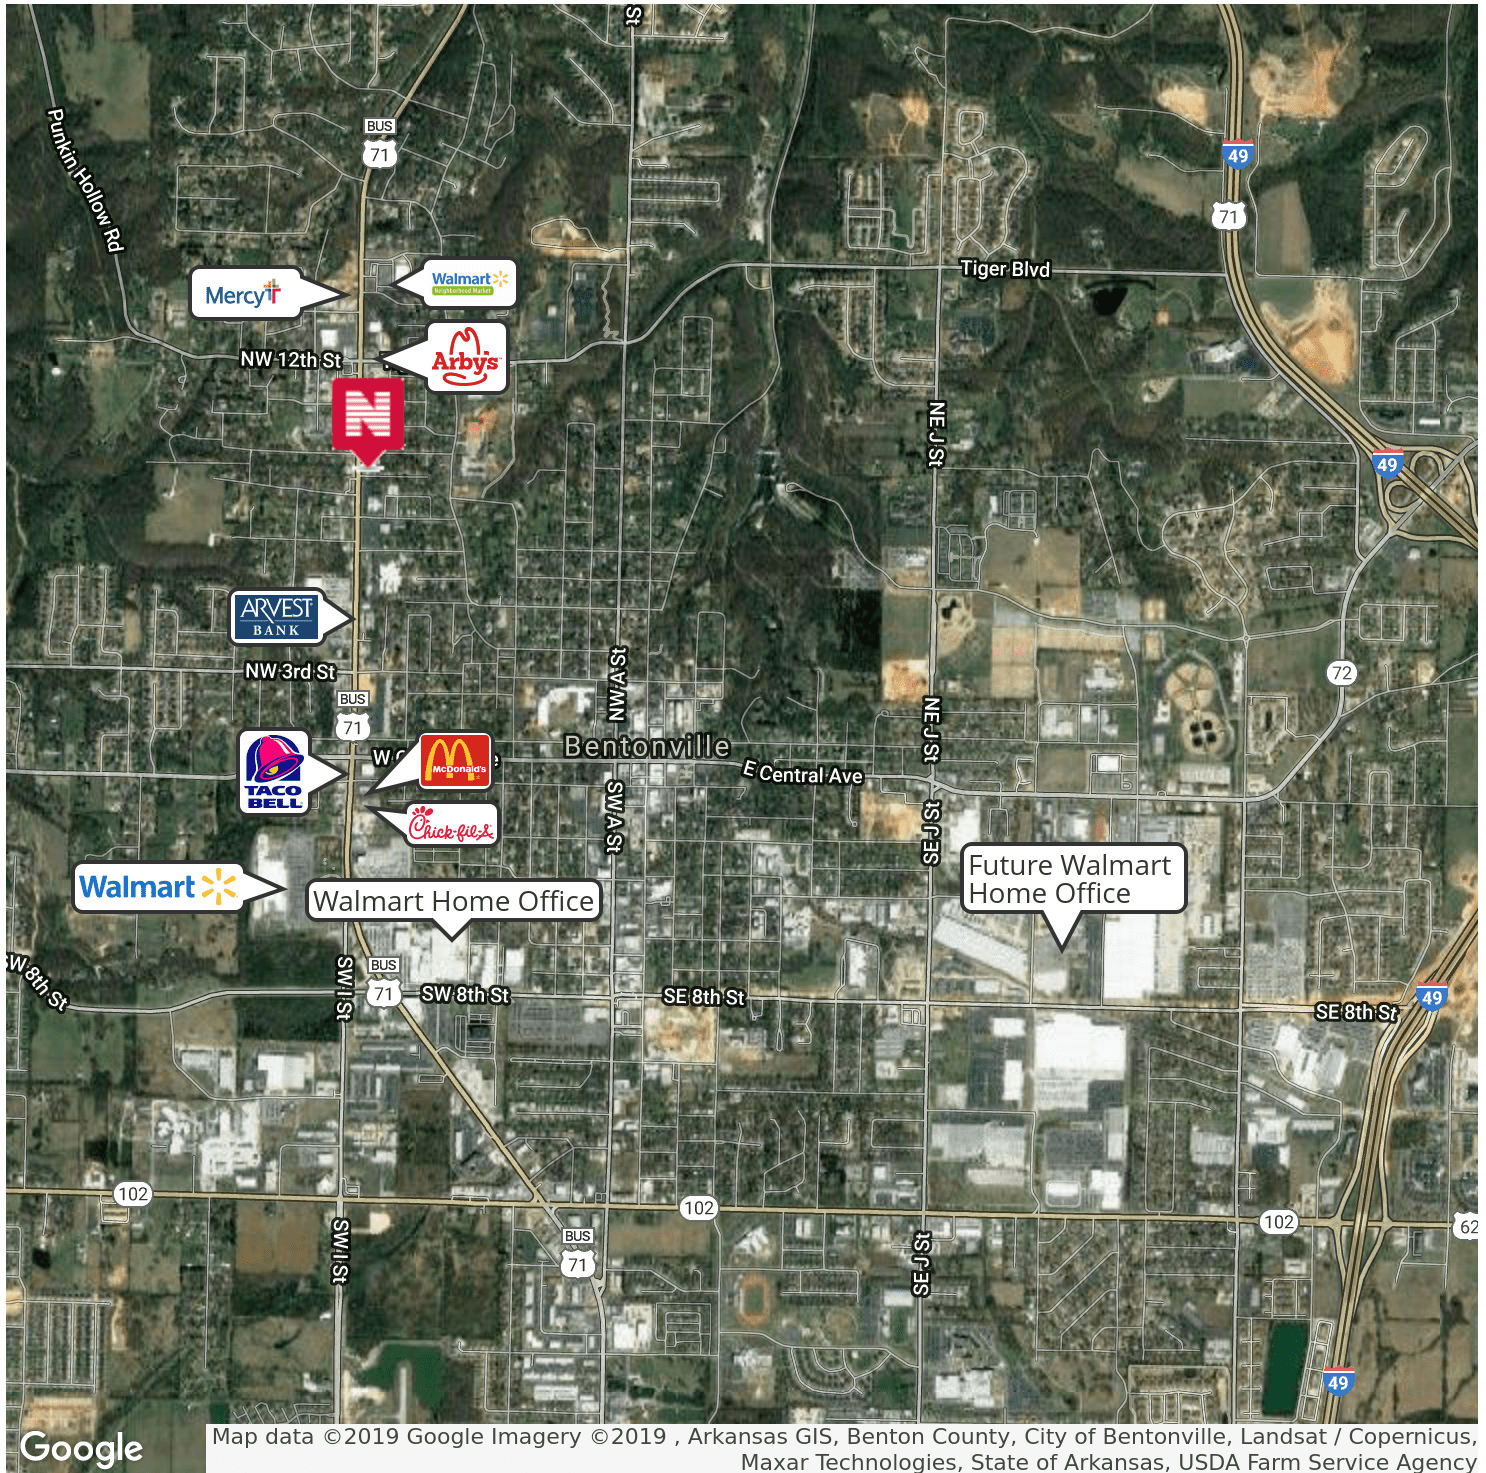 St
Punkin Hollow Rd
BUS
71
49
71
Tiger Blvd
Mercy
Walmart
Neighborhood Market
NW 12th St
Arby's
N
NE J St
49
ARVEST
BANK
NW 3rd St
NW A St
72
BUS
71
NE J St
Bentonville
McDonald's
E Central Ave
TACO
BELL
SW A St
SE J St
Chick-fil-A
Walmart
Walmart Home Office
Future Walmart
Home Office
SW 8th St
SW I St
BUS
71
SW 8th St
SE 8th St
49
SE 8th St
102
102
102
62
SW I St
BUS
71
SE J St
49
Google
Map data ©2019 Google Imagery ©2019 , Arkansas GIS, Benton County, City of Bentonville, Landsat / Copernicus,
Maxar Technologies, State of Arkansas, USDA Farm Service Agency